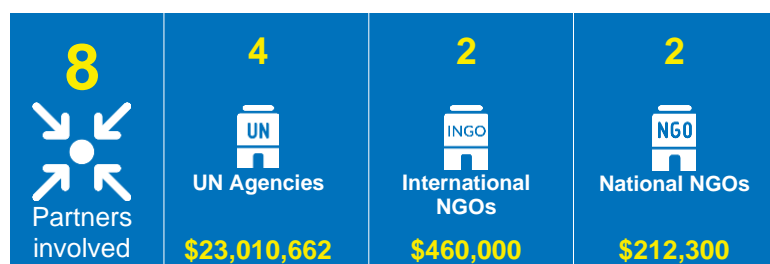 8
Partners
involved
4
UN
UN Agencies
$23,010,662
2
INGO
International
NGOs
$460,000
2
NGO
National NGOs
$212,300